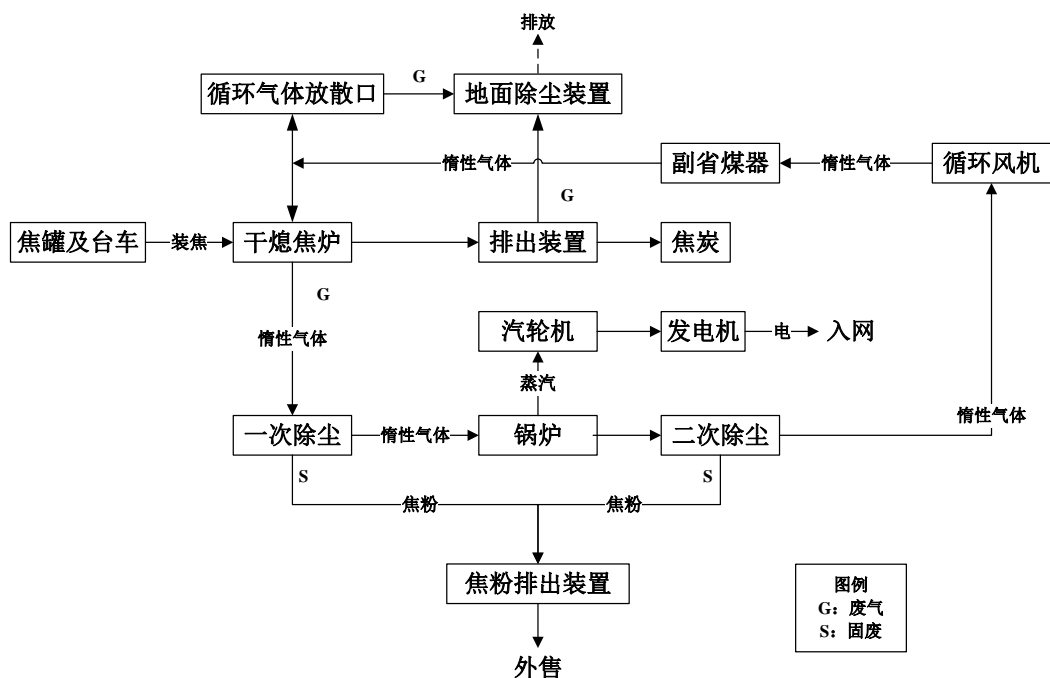 排放
循环气体放散口
G
地面除尘装置
惰性气体
副省煤器
惰性气体
循环风机
G
焦罐及台车
装焦
干熄焦炉
排出装置
焦炭
G
惰性气体
汽轮机
发电机
电
入网
蒸汽
惰性气体
一次除尘
惰性气体
锅炉
二次除尘
S
S
焦粉
焦粉
焦粉排出装置
图例
G：废气
S：固废
外售